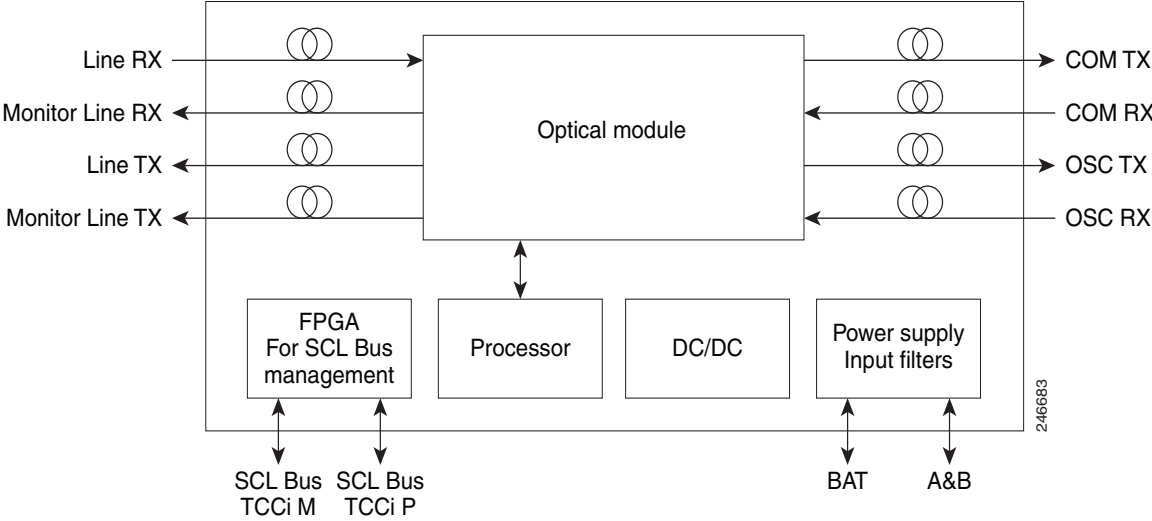 Line RX
COM TX
Monitor Line RX
COM RX
Optical module
Line TX
OSC TX
Monitor Line TX
OSC RX
FPGA
For SCL Bus
management
Processor
DC/DC
Power supply
Input filters
246683
SCL Bus
TCCi M
SCL Bus
TCCi P
BAT
A&B